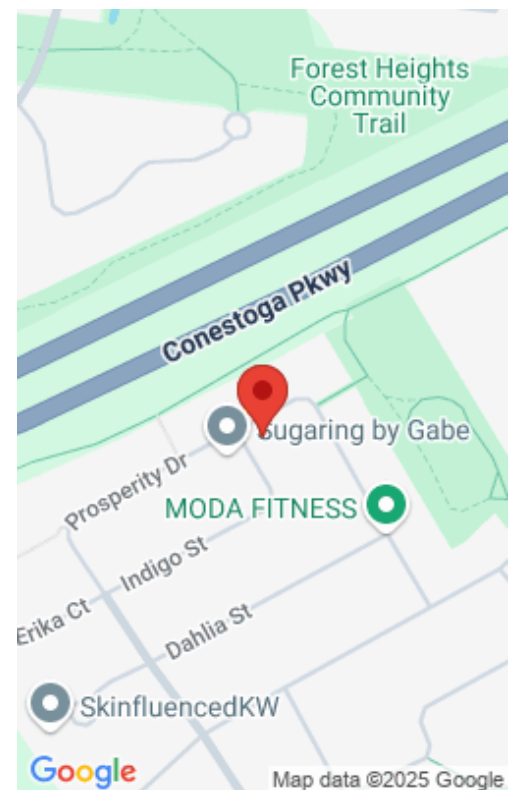 Forest Heights
Community
Trail
Conestoga Pkwy
Sugaring by Gabe
Prosperity Dr
MODA FITNESS
Indigo St
Erika Ct
Dahlia St
SkinfluencedKW
Google
Map data ©2025 Google